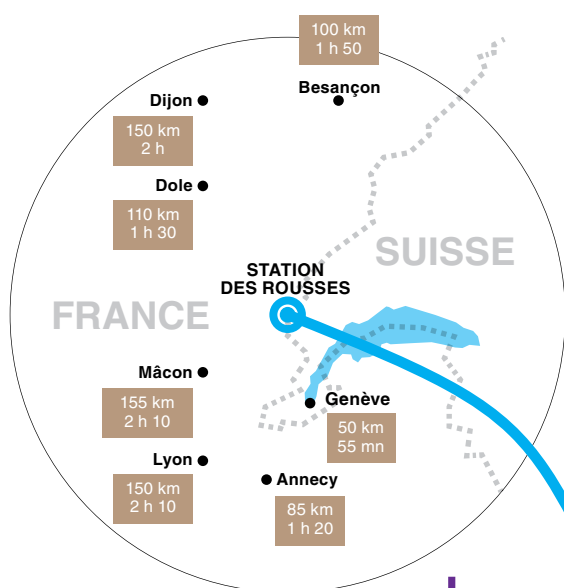 100 km
1 h 50
Besançon
Dijon
150 km
2 h
Dole
110 km
1 h 30
SUISSE
STATION
DES ROUSSES
FRANCE
Mâcon
155 km
2 h 10
Genève
50 km
55 mn
Lyon
150 km
2 h 10
Annecy
85 km
1 h 20